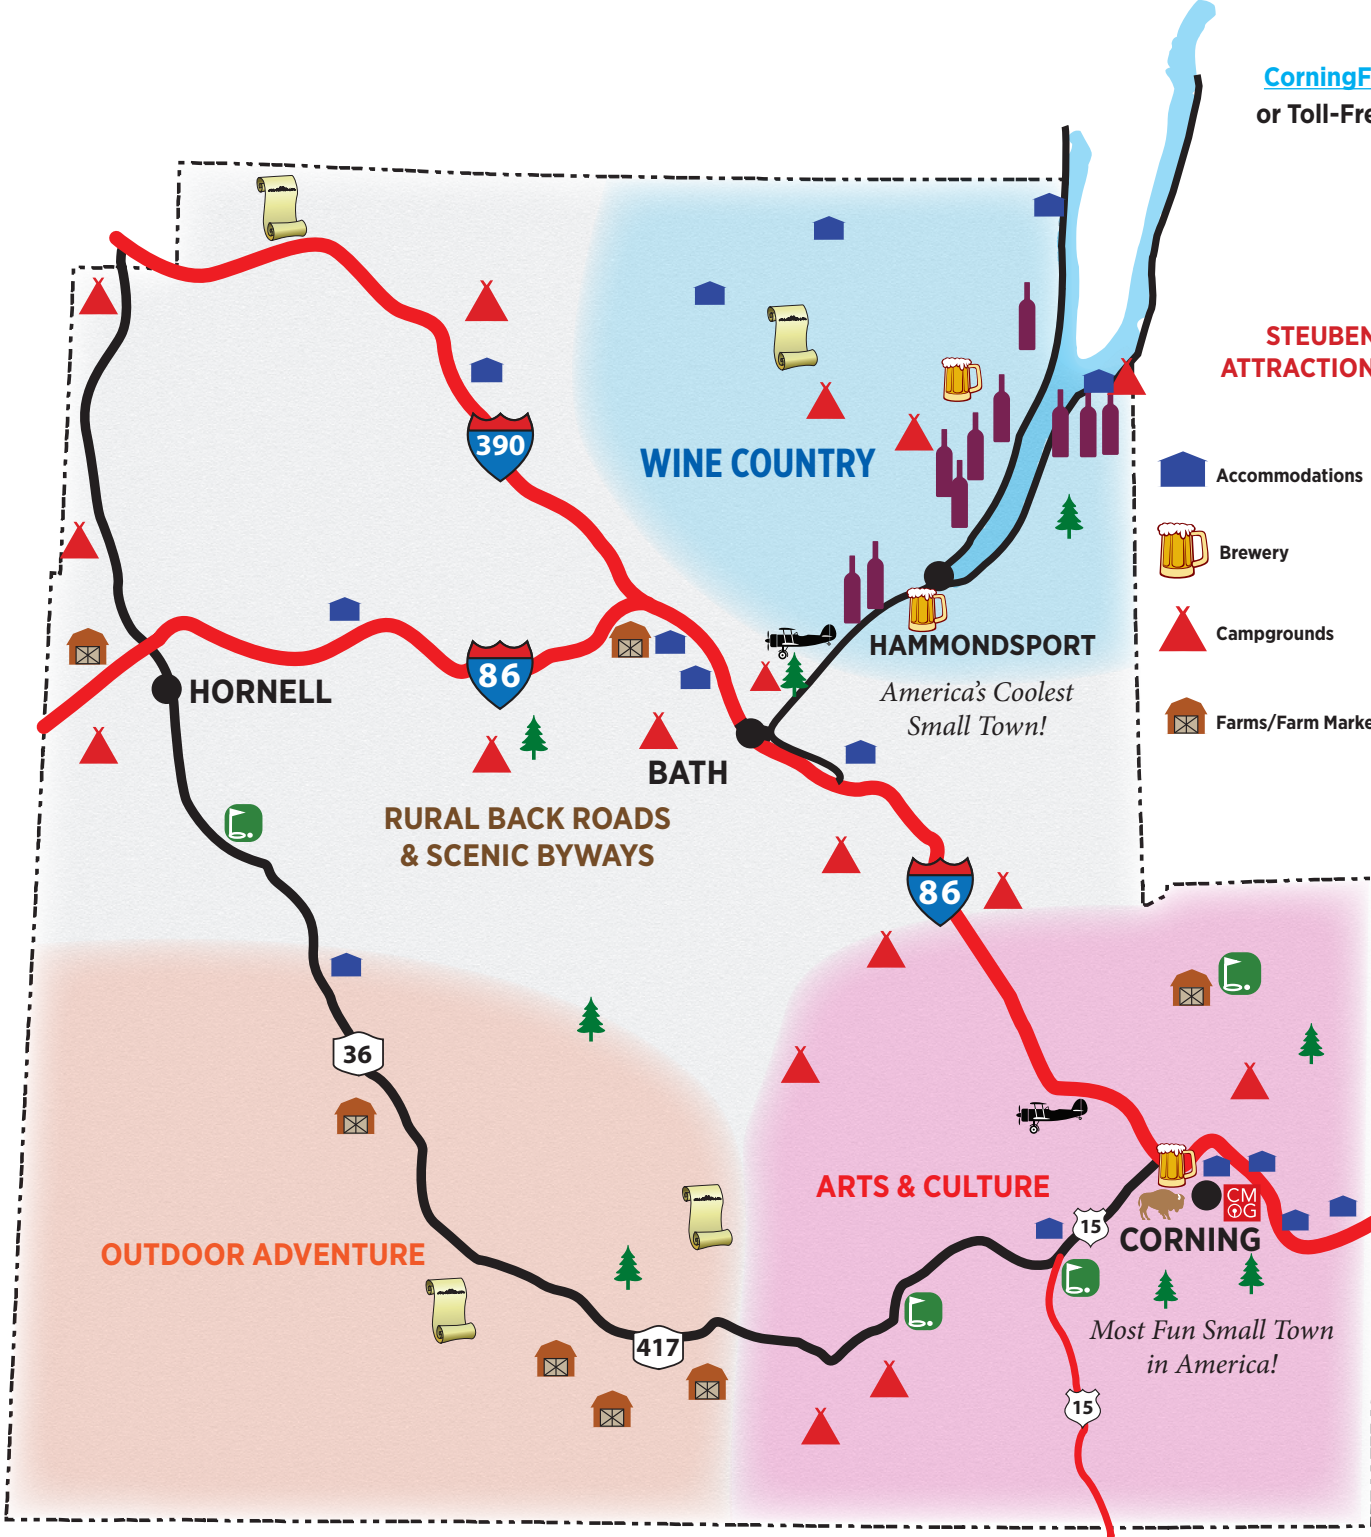 CorningF
or Toll-Fre
STEUBEN
ATTRACTION
390
WINE COUNTRY
Accommodations
Brewery
HAMMONDSPORT
Campgrounds
86
HORNELL
America's Coolest
Small Town!
Farms/Farm Marke
BATH
RURAL BACK ROADS
& SCENIC BYWAYS
86
36
ARTS & CULTURE
CM
OG
15
CORNING
OUTDOOR ADVENTURE
417
Most Fun Small Town
in America!
15